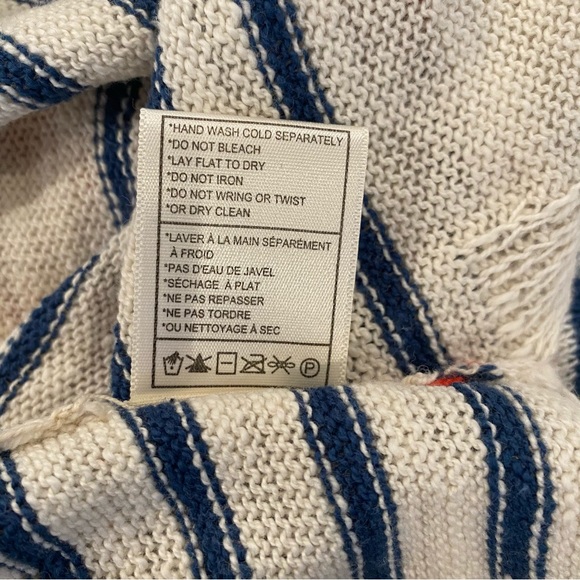 *HAND WASH COLD SEPARATELY
*DO NOT BLEACH
*LAY FLAT TO DRY
*DO NOT IRON
*DO NOT WRING OR TWIST
*OR DRY CLEAN
*LAVER À LA MAIN SÉPARÉMENT
À FROID
*PAS D'EAU DE JAVEL
*SÉCHAGE À PLAT
*NE PAS REPASSER
*NE PAS TORDRE
*OU NETTOYAGE À SEC
P